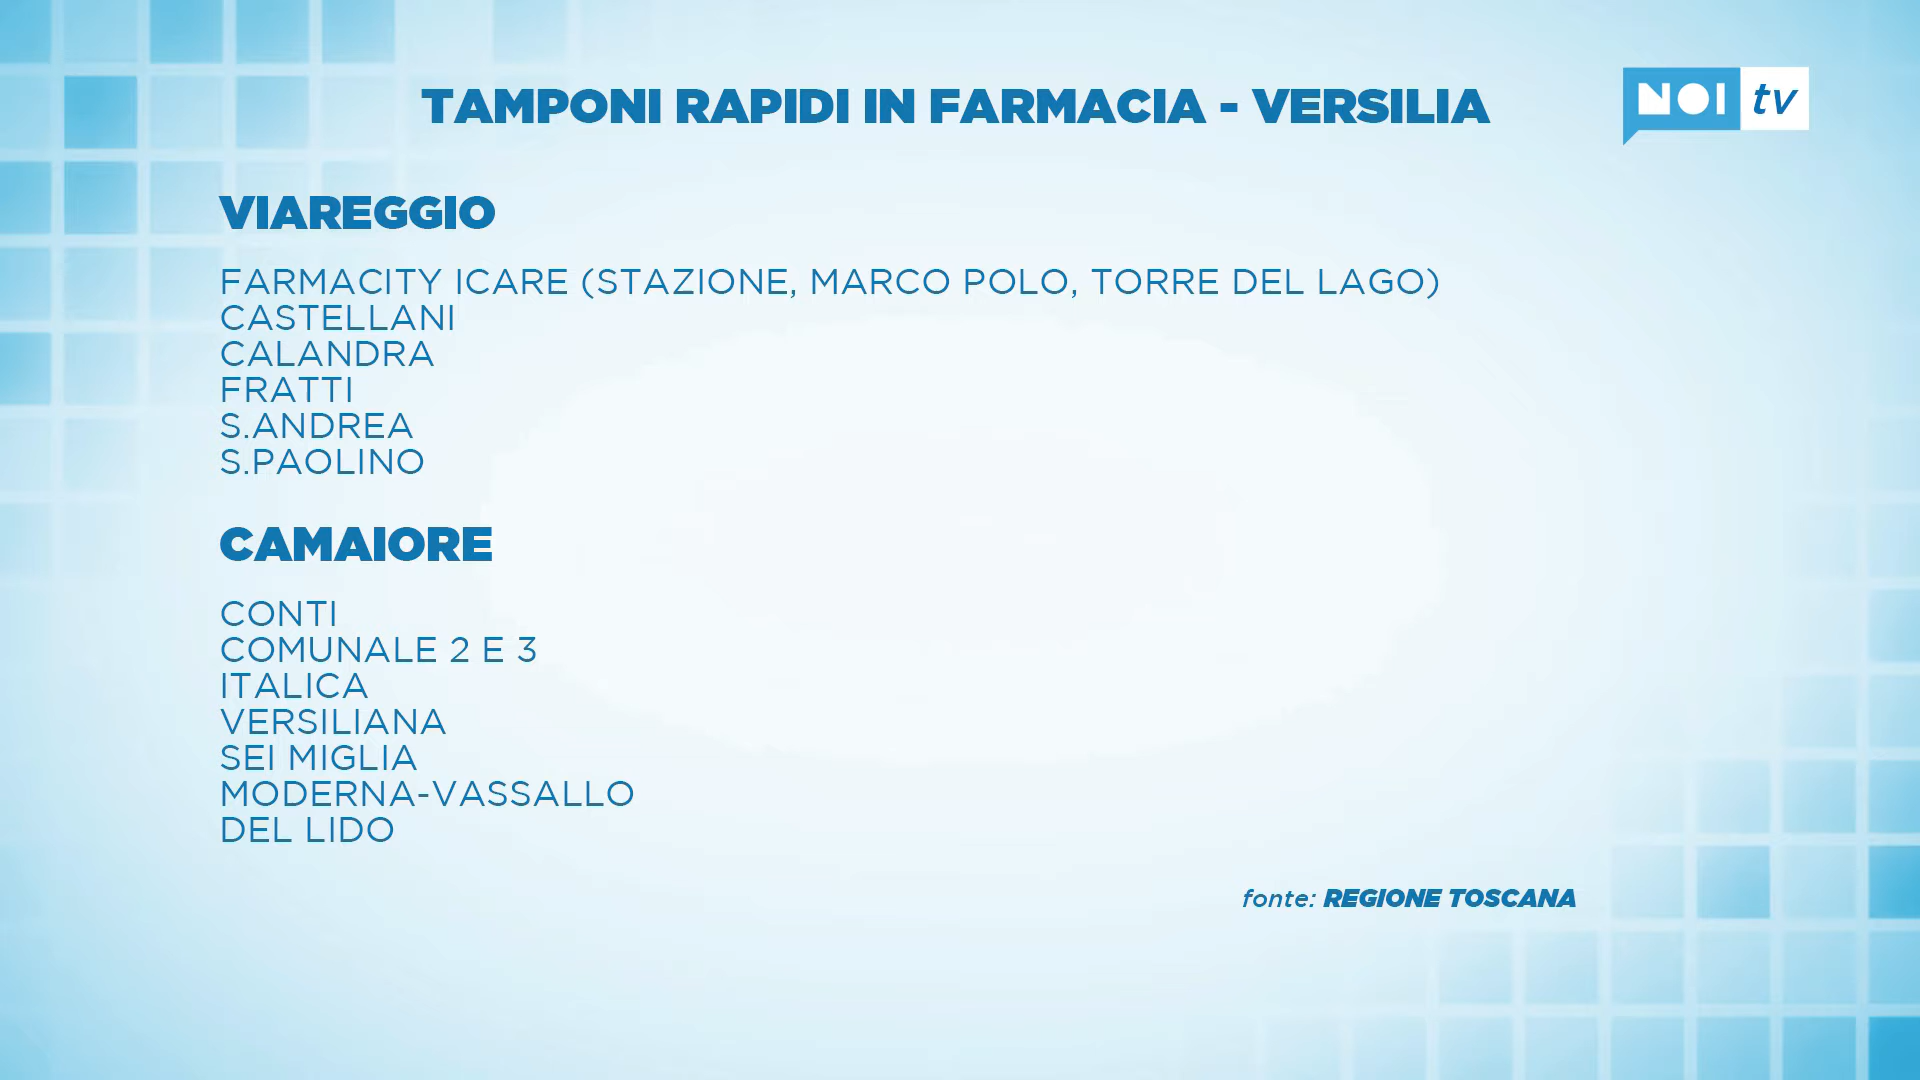 TAMPONI RAPIDI IN FARMACIA - VERSILIA
NOI tv
VIAREGGIO
FARMACITY ICARE (STAZIONE, MARCO POLO, TORRE DEL LAGO)
CASTELLANI
CALANDRA
FRATTI
S.ANDREA
S.PAOLINO
CAMAIORE
CONTI
COMUNALE 2 E 3
ITALICA
VERSILIANA
SEI MIGLIA
MODERNA-VASSALLO
DEL LIDO
fonte: REGIONE TOSCANA